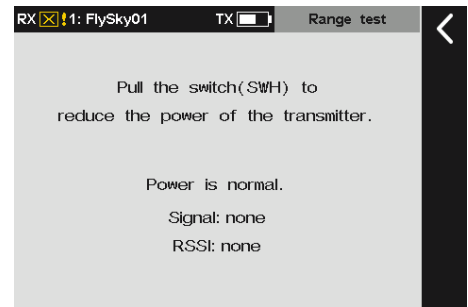 RX !1: FlySky01 TX Range test
Pull the switch(SWH) to
reduce the power of the transmitter.
Power is normal.
Signal: none
RSSI: none